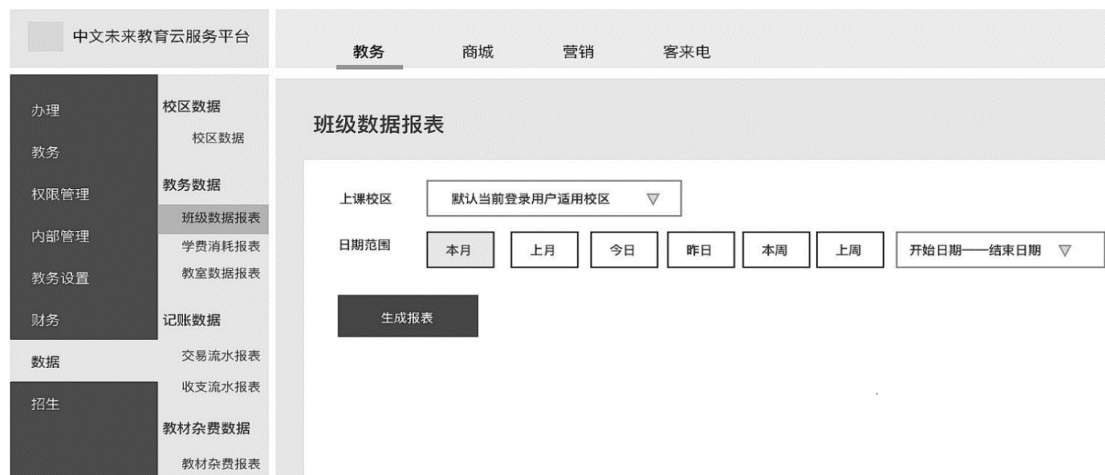 中文未来教育云服务平台
教务 商城 营销 客来电
办理
教务
权限管理
内部管理
教务设置
财务
数据
招生
校区数据
校区数据
教务数据
班级数据报表
学费消耗报表
教室数据报表
记账数据
交易流水报表
收支流水报表
教材杂费数据
教材杂费报表
班级数据报表
上课校区 默认当前登录用户适用校区
日期范围 本月 上月 今日 昨日 本周 上周 开始日期——结束日期
生成报表